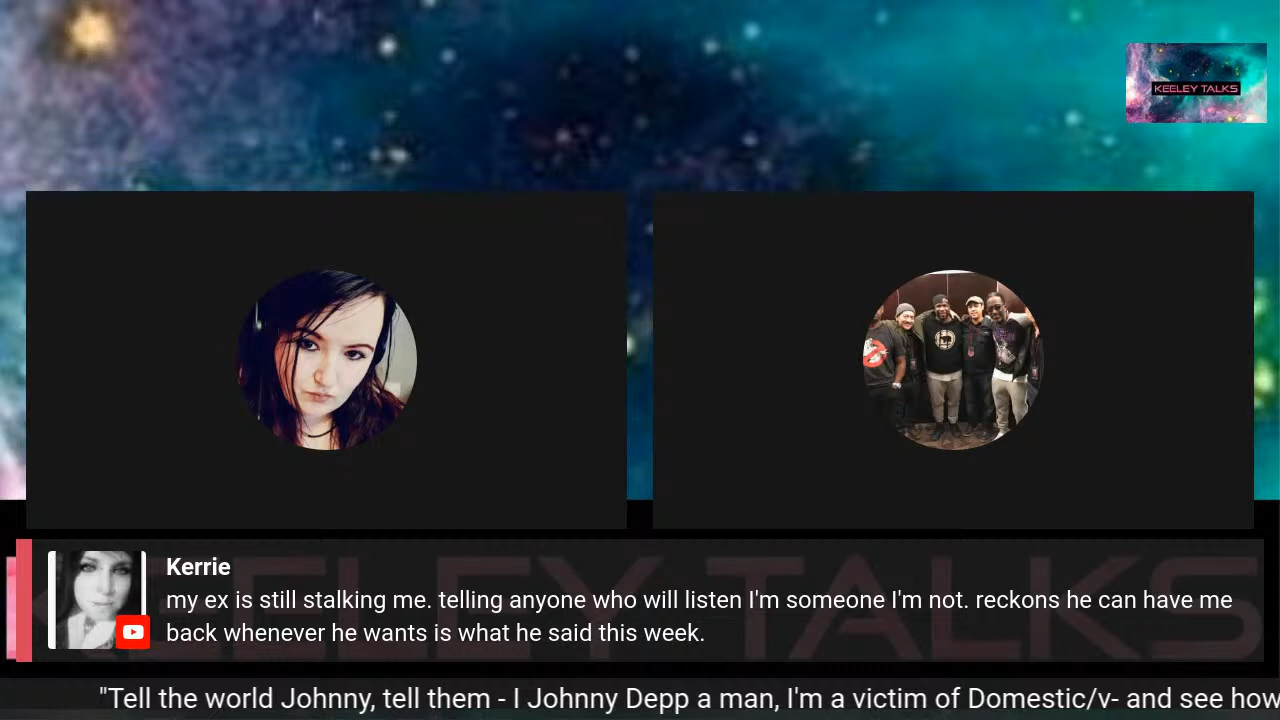 KEELEY TALKS
Kerrie
my ex is still stalking me. telling anyone who will listen I'm someone I'm not. reckons he can have me
back whenever he wants is what he said this week.
KEELEY TALKS
"Tell the world Johnny, tell them - I Johnny Depp a man, I'm a victim of Domestic/v- and see how